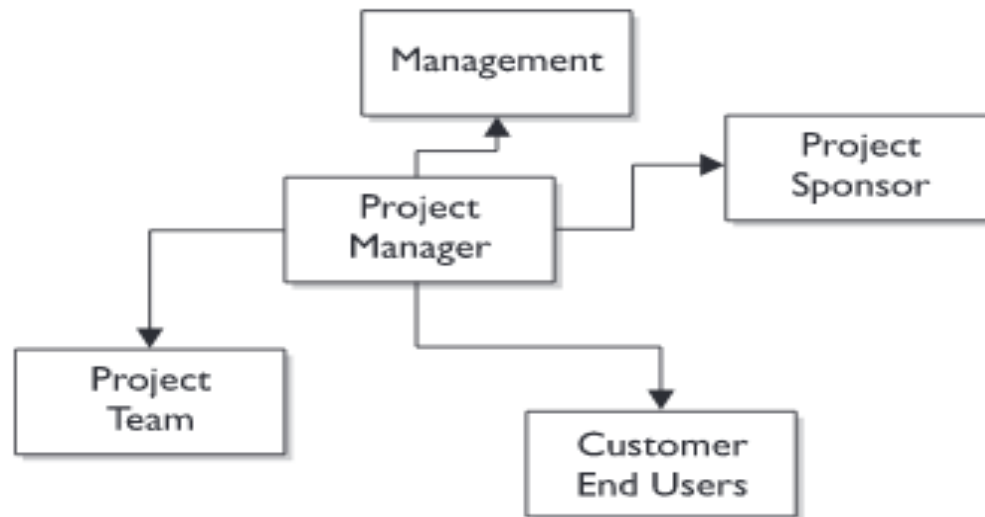 Management
Project
Sponsor
Project
Manager
Project
Team
Customer
End Users